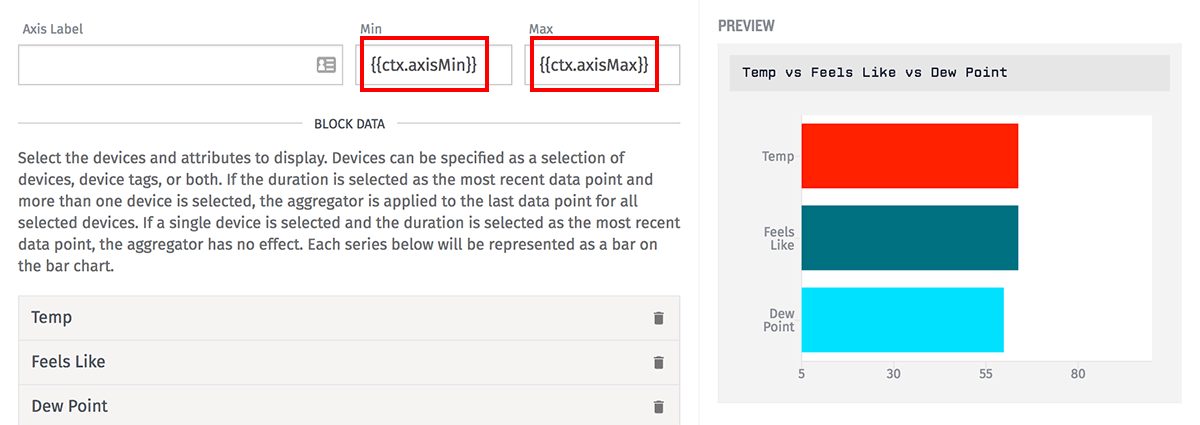 Axis Label
Min
Max
{{ctx.axisMin}}
{{ctx.axisMax}}
BLOCK DATA
Select the devices and attributes to display. Devices can be specified as a selection of
devices, device tags, or both. If the duration is selected as the most recent data point and
more than one device is selected, the aggregator is applied to the last data point for all
selected devices. If a single device is selected and the duration is selected as the most recent
data point, the aggregator has no effect. Each series below will be represented as a bar on
the bar chart.
Temp
Feels Like
Dew Point
PREVIEW
Temp vs Feels Like vs Dew Point
Temp
Feels
Like
Dew
Point
5
30
55
80